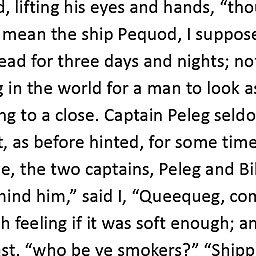 d, lifting his eyes and hands, “thou
mean the ship Pequod, I suppose
ead for three days and nights; not
g in the world for a man to look as
ng to a close. Captain Peleg seldo
t, as before hinted, for some time
e, the two captains, Peleg and Bil
hind him,” said I, “Queequeg, con
h feeling if it was soft enough; an
ast. “who be ye smokers?” “Shipp